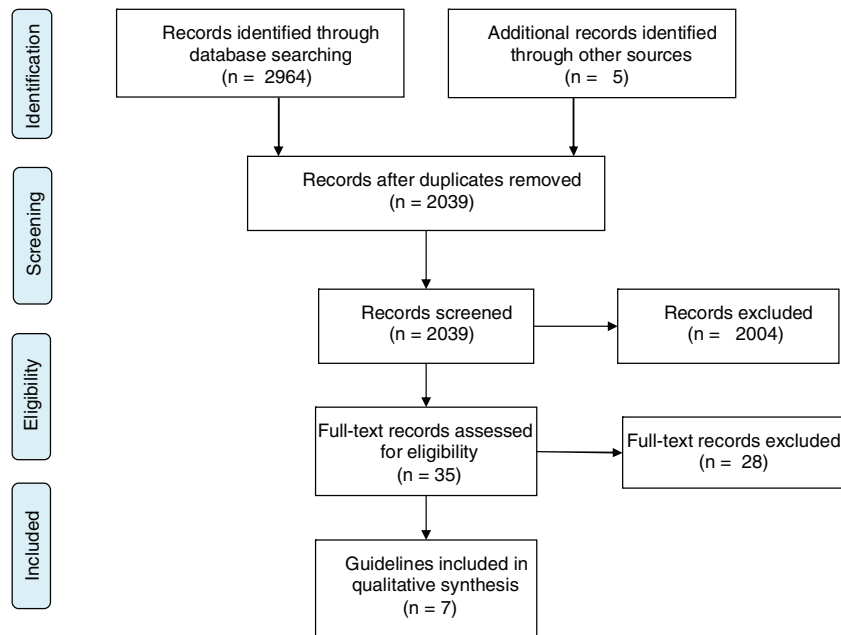 Identification
Records identified through
database searching
(n = 2964)
Additional records identified
through other sources
(n = 5)
Screening
Records after duplicates removed
(n = 2039)
Records screened
(n = 2039)
Records excluded
(n = 2004)
Eligibility
Full-text records assessed
for eligibility
(n = 35)
Full-text records excluded
(n = 28)
Included
Guidelines included in
qualitative synthesis
(n = 7)